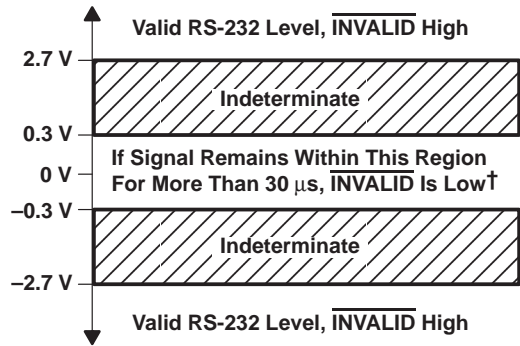 Valid RS-232 Level, INVALID High
2.7 V
Indeterminate
0.3 V
If Signal Remains Within This Region
0 V
For More Than 30 μs, INVALID Is Low†
−0.3 V
Indeterminate
−2.7 V
Valid RS-232 Level, INVALID High